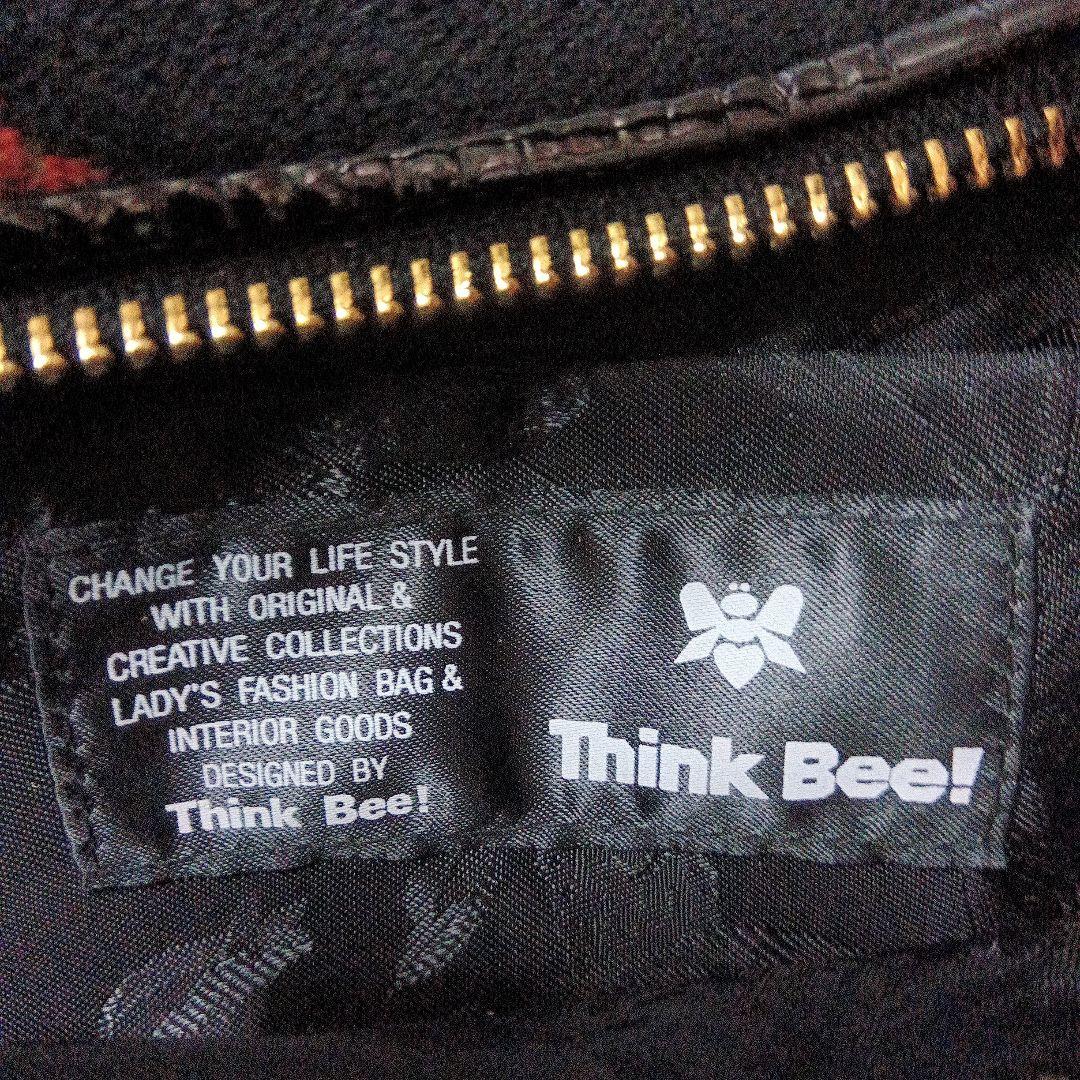 CHANGE YOUR LIFE STYLE
WITH ORIGINAL &
CREATIVE COLLECTIONS
LADY'S FASHION BAG &
INTERIOR GOODS
DESIGNED BY
Think Bee!
Think Bee!